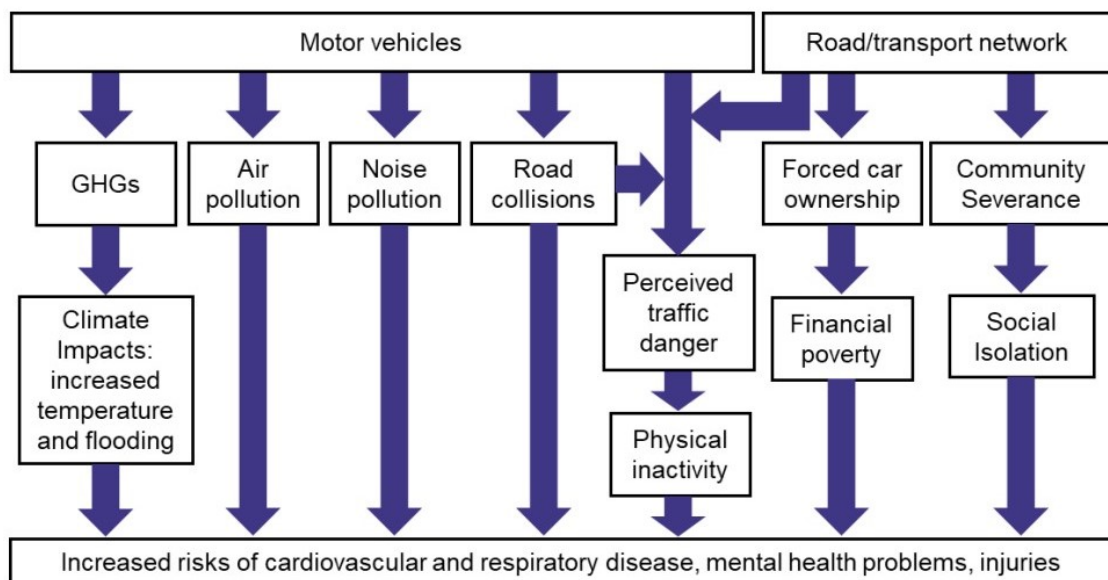 Motor vehicles
Road/transport network
GHGs
Air
pollution
Noise
pollution
Road
collisions
Forced car
ownership
Community
Severance
Climate
Impacts:
increased
temperature
and flooding
Perceived
traffic
danger
Financial
poverty
Social
Isolation
Physical
inactivity
Increased risks of cardiovascular and respiratory disease, mental health problems, injuries